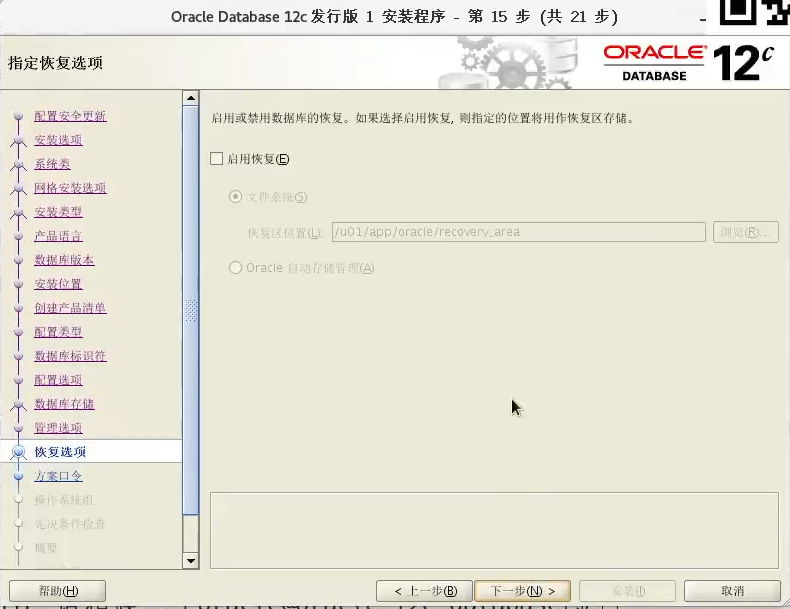 Oracle Database 12c 发行版 1 安装程序 - 第 15 步 (共 21 步)
指定恢复选项
ORACLE
DATABASE
12c
配置安全更新
安装选项
系统类
网格安装选项
安装类型
产品语言
数据库版本
安装位置
创建产品清单
配置类型
数据库标识符
配置选项
数据库存储
管理选项
恢复选项
方案口令
操作系统组
先决条件检查
概要
启用或禁用数据库的恢复。如果选择启用恢复, 则指定的位置将用作恢复区存储。
启用恢复(E)
文件系统(S)
恢复区位置(L): /u01/app/oracle/recovery_area 浏览(R)...
Oracle 自动存储管理(A)
帮助(H) < 上一步(B) 下一步(N) > 安装(I) 取消